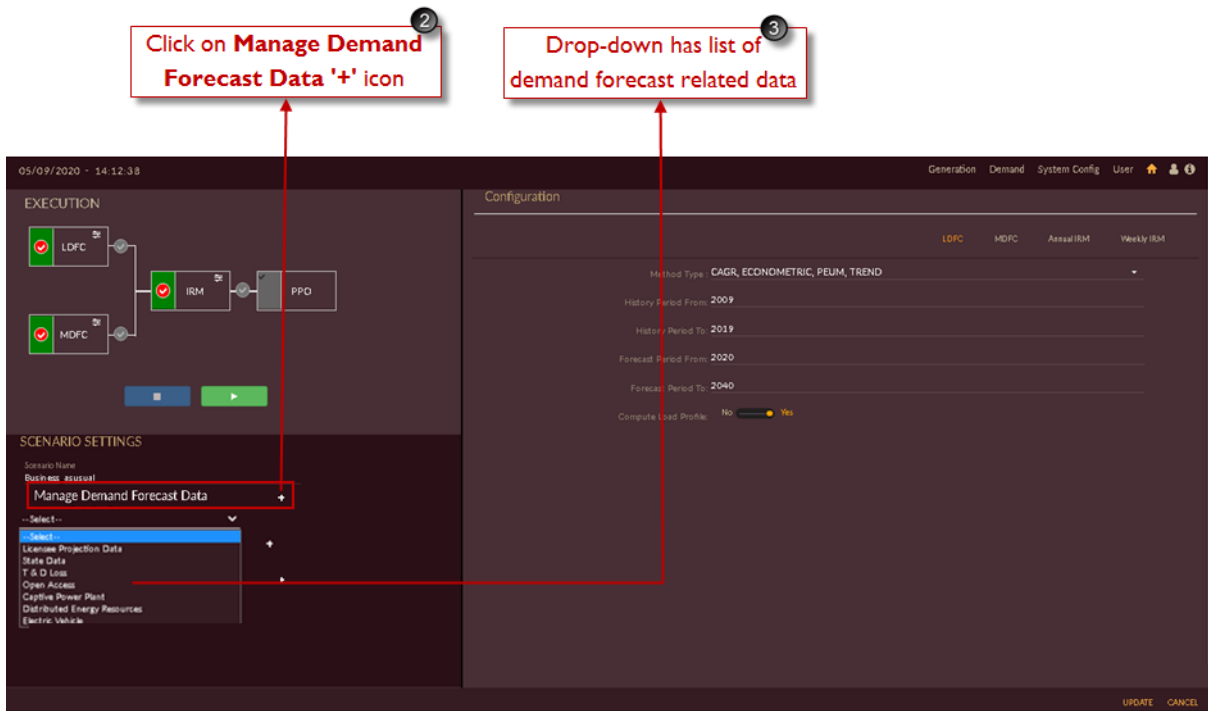 2
Click on Manage Demand
Forecast Data '+' icon
3
Drop-down has list of
demand forecast related data
05/09/2020 - 14:12:38
Generation Demand System Config User
EXECUTION
LDFC
IRM
PPO
MDFC
SCENARIO SETTINGS
Scenario Name
Business_asusual
Manage Demand Forecast Data +
--Select--
--Select--
Licensee Projection Data
State Data
T & D Loss
Open Access
Captive Power Plant
Distributed Energy Resources
Electric Vehicle
+
Configuration
LDFC MDFC Annual IRM Weekly IRM
Method Type : CAGR, ECONOMETRIC, PEUM, TREND
History Period From: 2009
History Period To: 2019
Forecast Period From: 2020
Forecast Period To: 2040
Compute Load Profile: No Yes
UPDATE CANCEL